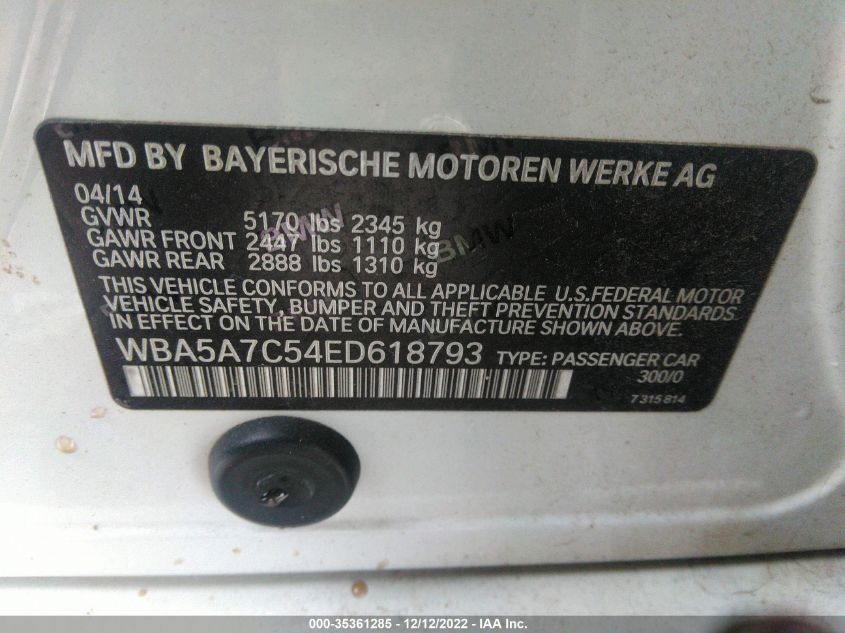 MFD BY BAYERISCHE MOTOREN WERKE AG
04/14
GVWR 5170 lbs 2345 kg
GAWR FRONT 2447 lbs 1110 kg
GAWR REAR 2888 lbs 1310 kg
BMW BMW
THIS VEHICLE CONFORMS TO ALL APPLICABLE U.S.FEDERAL MOTOR
VEHICLE SAFETY, BUMPER AND THEFT PREVENTION STANDARDS
IN EFFECT ON THE DATE OF MANUFACTURE SHOWN ABOVE.
WBA5A7C54ED618793 TYPE: PASSENGER CAR
300/0
7 315 814
000-35361285 - 12/12/2022 - IAA Inc.